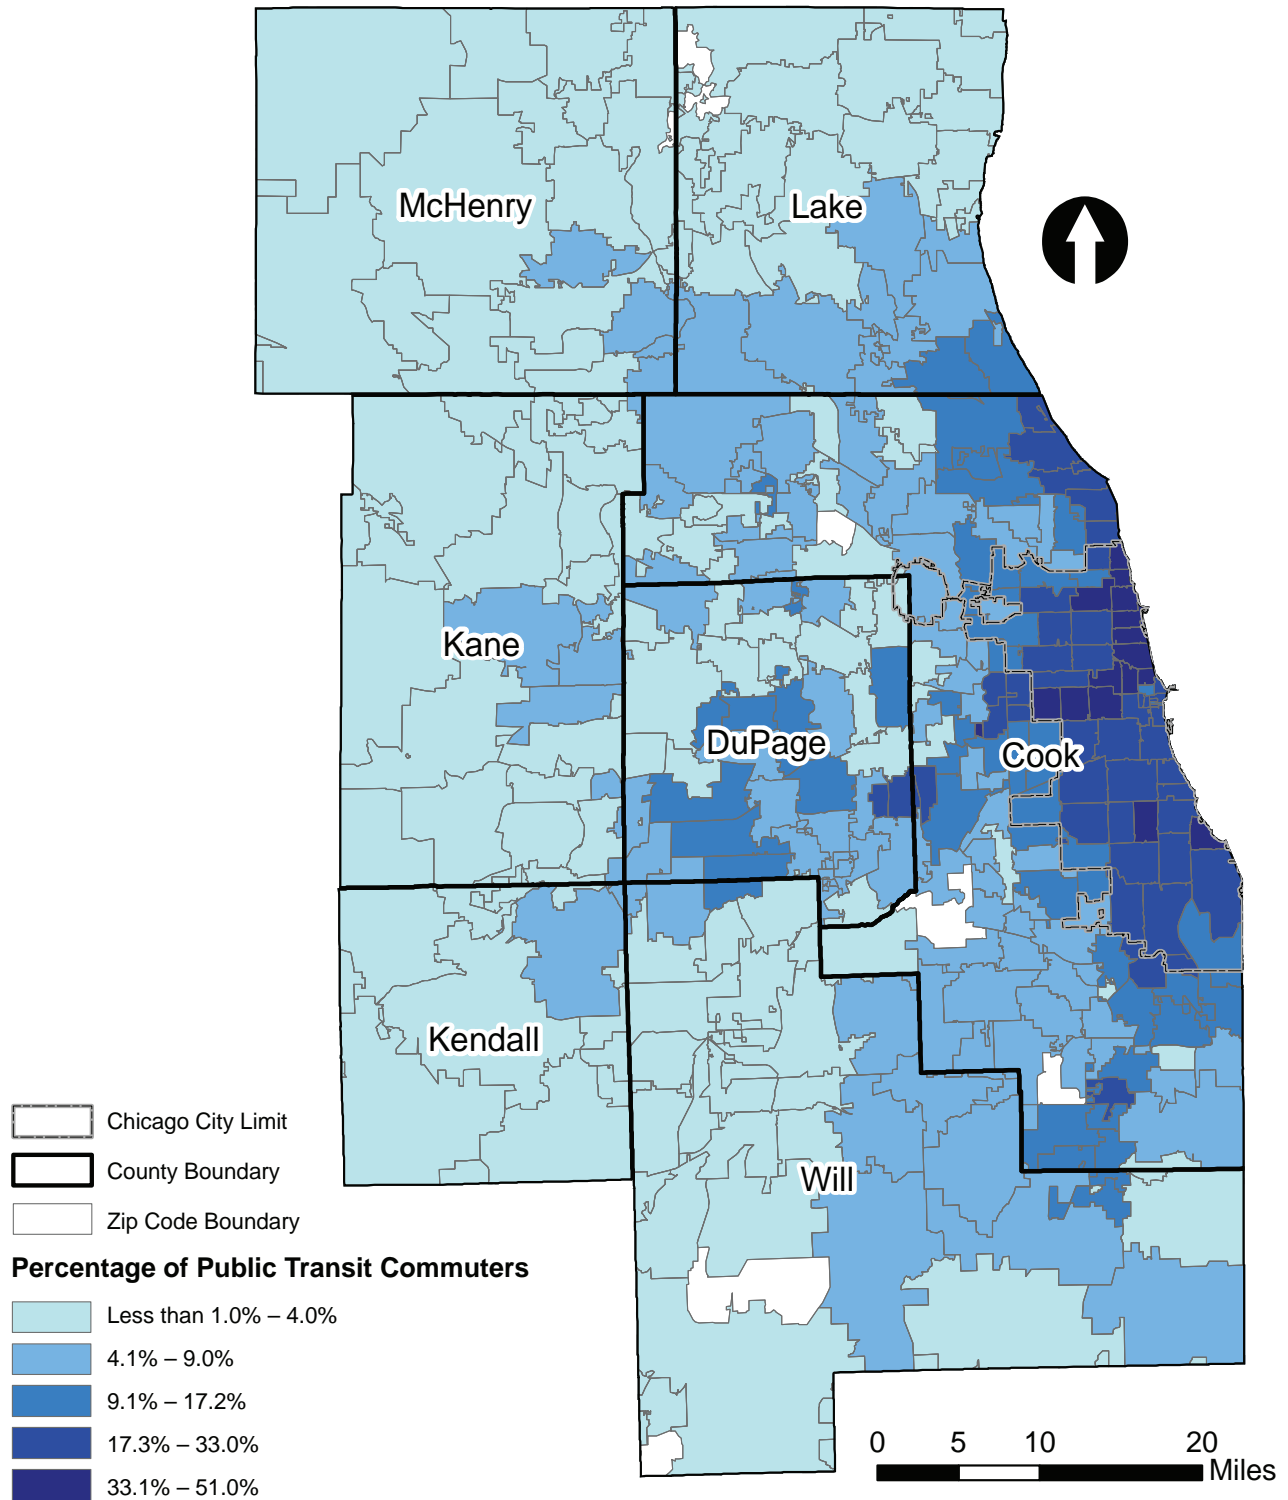 McHenry
Lake
Kane
DuPage
Cook
Kendall
Will
Chicago City Limit
County Boundary
Zip Code Boundary
Percentage of Public Transit Commuters
Less than 1.0% – 4.0%
4.1% – 9.0%
9.1% – 17.2%
17.3% – 33.0%
33.1% – 51.0%
0 5 10 20
Miles